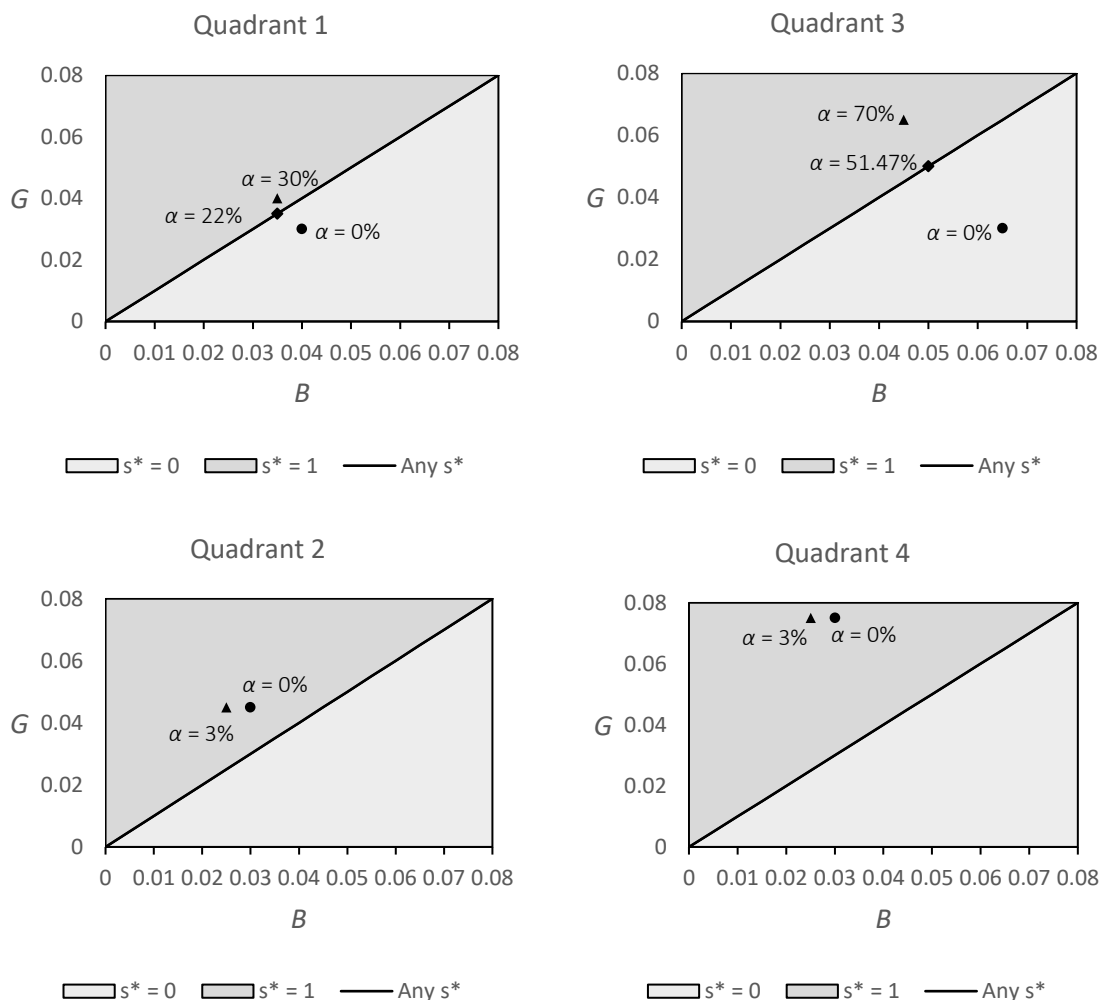 Quadrant 1
0.08
0.06
0.04
0.02
0
G
α = 30%
α = 22%
α = 0%
0 0.01 0.02 0.03 0.04 0.05 0.06 0.07 0.08
B
s* = 0 s* = 1 Any s*
Quadrant 3
0.08
0.06
0.04
0.02
0
G
α = 70%
α = 51.47%
α = 0%
0 0.01 0.02 0.03 0.04 0.05 0.06 0.07 0.08
B
s* = 0 s* = 1 Any s*
Quadrant 2
0.08
0.06
0.04
0.02
0
G
α = 0%
α = 3%
0 0.01 0.02 0.03 0.04 0.05 0.06 0.07 0.08
B
s* = 0 s* = 1 Any s*
Quadrant 4
0.08
0.06
0.04
0.02
0
G
α = 3% α = 0%
0 0.01 0.02 0.03 0.04 0.05 0.06 0.07 0.08
B
s* = 0 s* = 1 Any s*